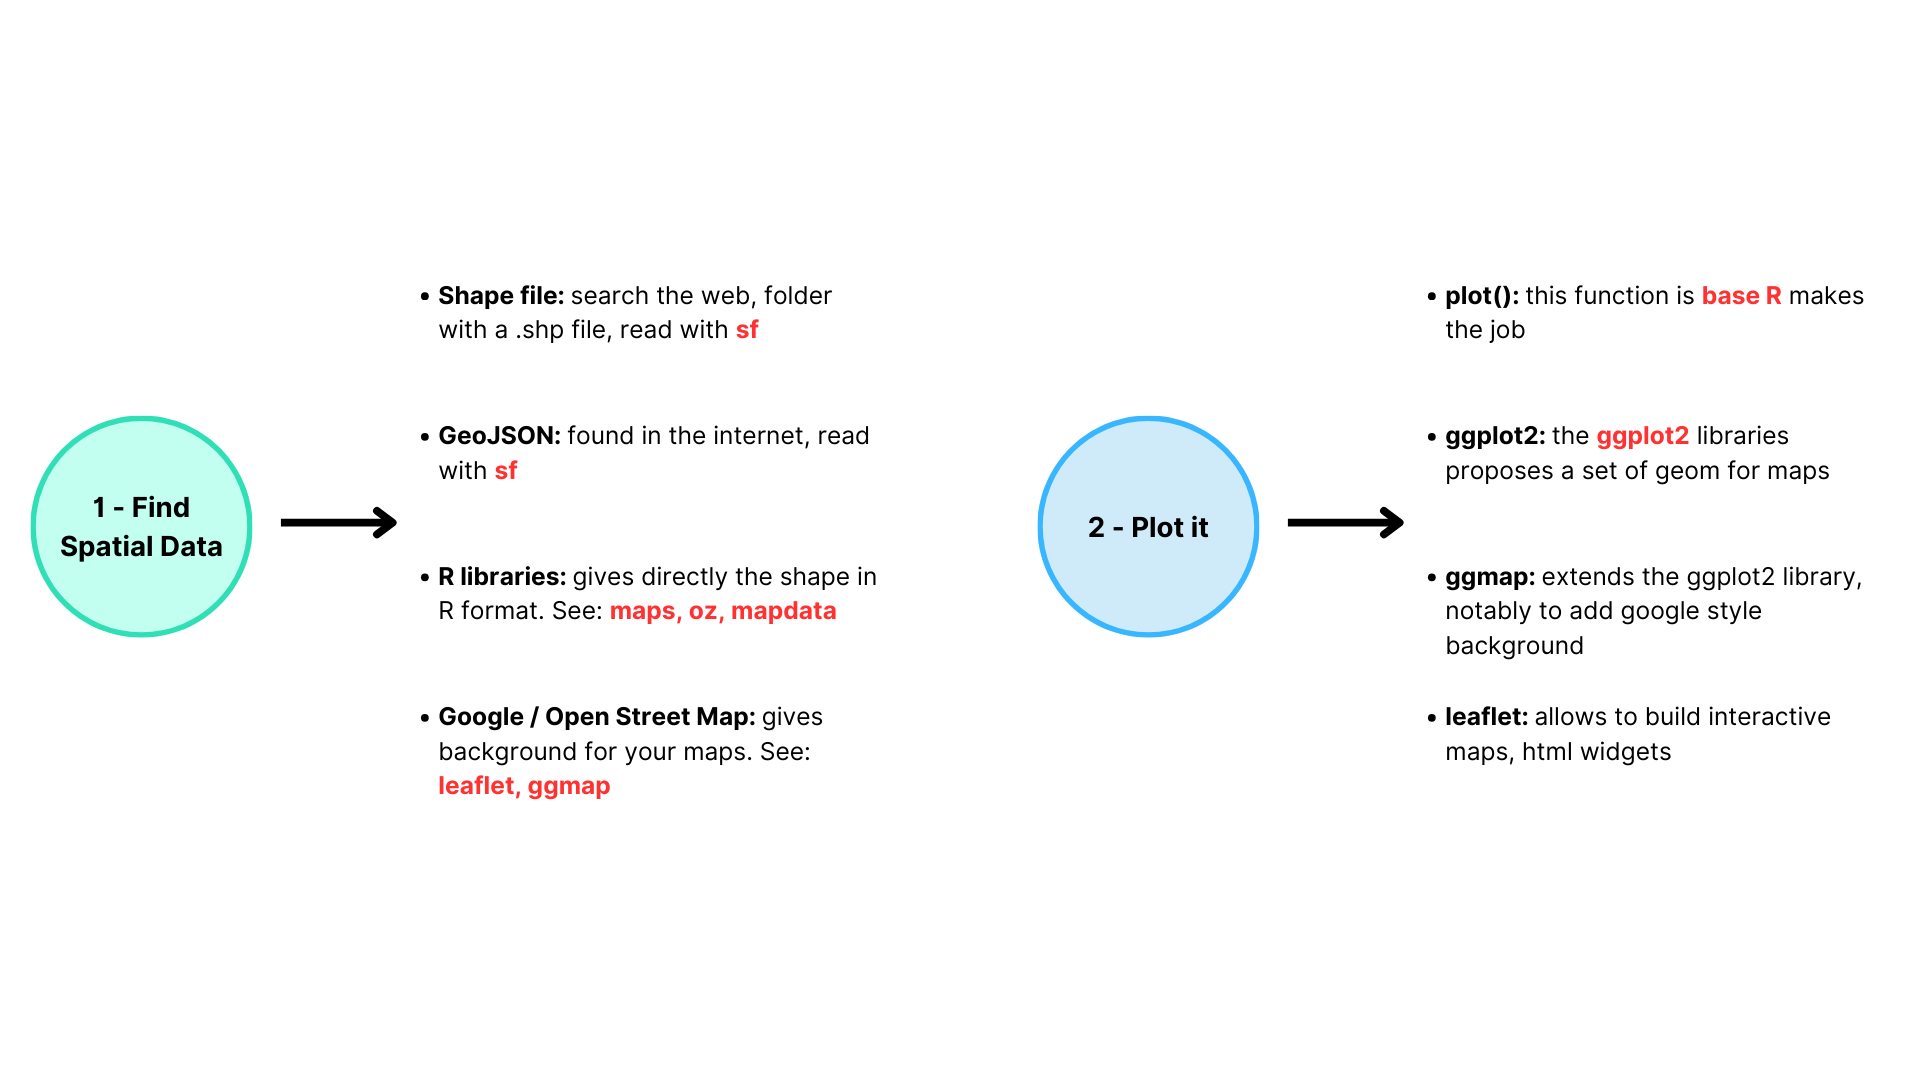 1 - Find
Spatial Data
• Shape file: search the web, folder
with a .shp file, read with sf
• GeoJSON: found in the internet, read
with sf
• R libraries: gives directly the shape in
R format. See: maps, oz, mapdata
• Google / Open Street Map: gives
background for your maps. See:
leaflet, ggmap
2 - Plot it
• plot(): this function is base R makes
the job
• ggplot2: the ggplot2 libraries
proposes a set of geom for maps
• ggmap: extends the ggplot2 library,
notably to add google style
background
• leaflet: allows to build interactive
maps, html widgets